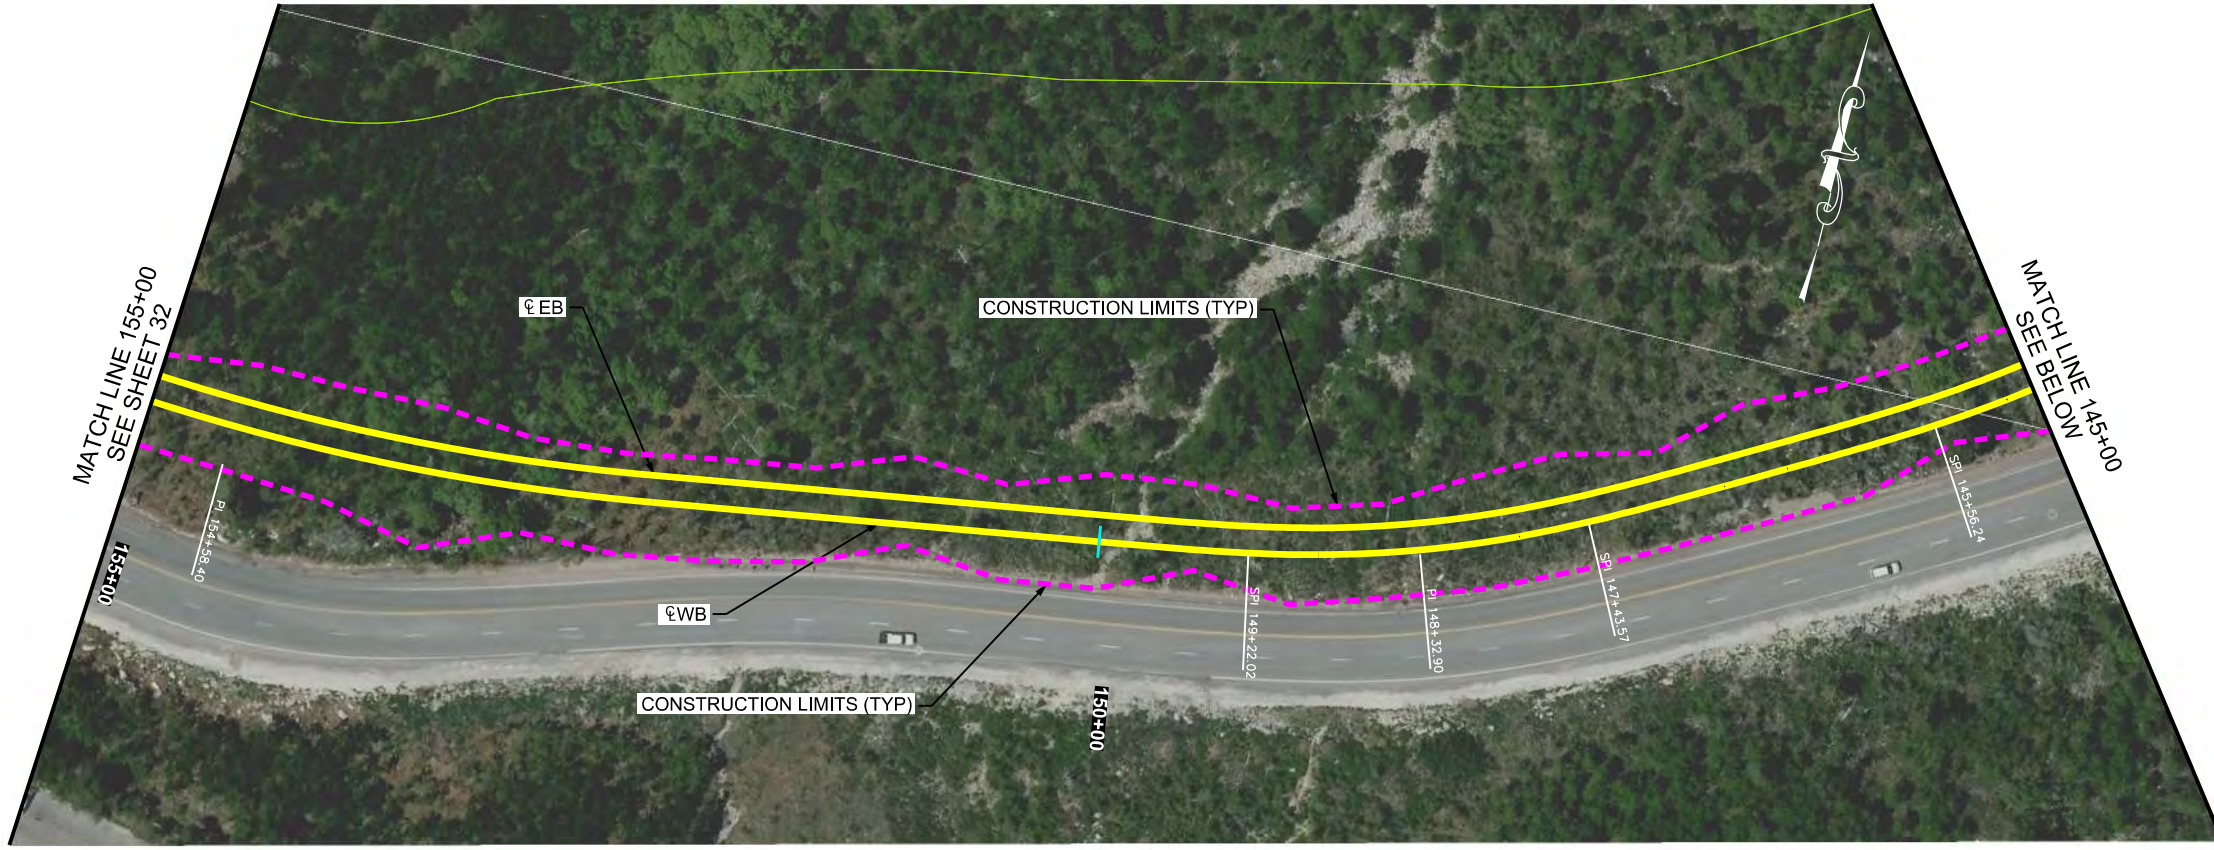 MATCH LINE 155+00
SEE SHEET 32
℄ EB
CONSTRUCTION LIMITS (TYP)
MATCH LINE 145+00
SEE BELOW
PI 154+58.40
155+00
℄ WB
CONSTRUCTION LIMITS (TYP)
150+00
SPI 149+22.02
PI 148+32.90
SPI 147+43.57
SPI 145+56.24